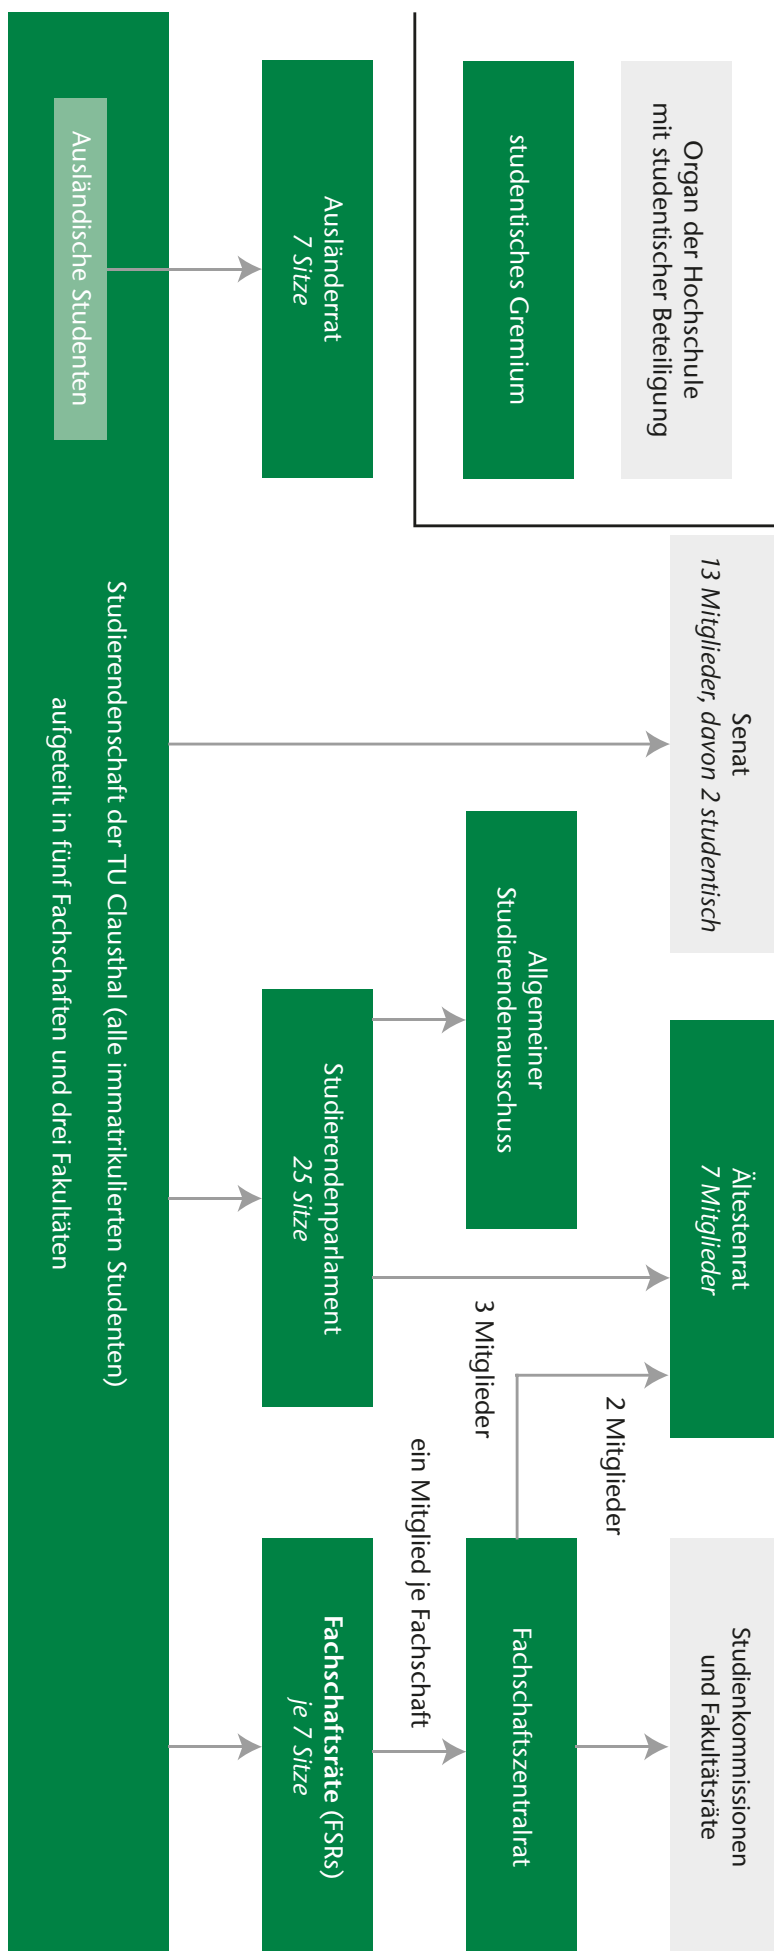 Organ der Hochschule
mit studentischer Beteiligung
studentisches Gremium
Senat
13 Mitglieder, davon 2 studentisch
Ältestenrat
7 Mitglieder
Studienkommissionen
und Fakultätsräte
2 Mitglieder
3 Mitglieder
Allgemeiner
Studierendenausschuss
Fachschaftszentralrat
ein Mitglied je Fachschaft
Ausländerrat
7 Sitze
Studierendenparlament
25 Sitze
Fachschaftsräte (FSRs)
je 7 Sitze
Ausländische Studenten
Studierendenschaft der TU Clausthal (alle immatrikulierten Studenten)
aufgeteilt in fünf Fachschaften und drei Fakultäten